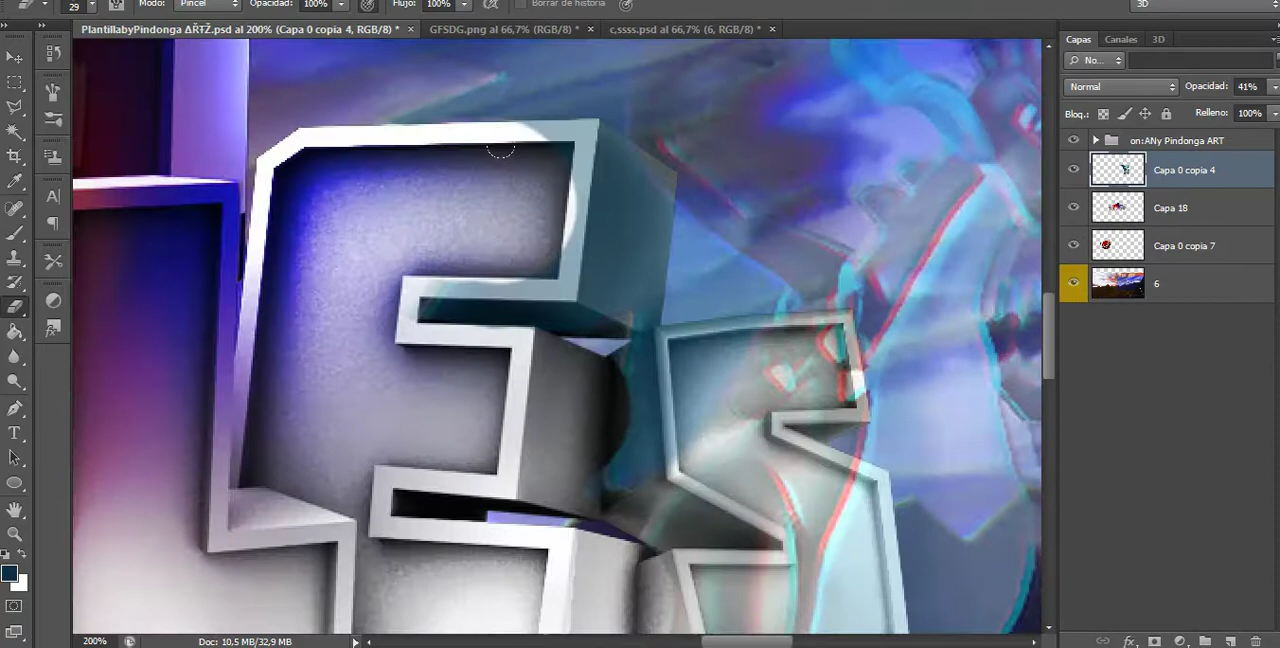 29 Modo: Pincel Opacidad: 100% Flujo: 100% Borrar de historia 3D
PlantillabyPindonga ΔŘŤŽ.psd al 200% (Capa 0 copia 4, RGB/8) * × GFSDG.png al 66,7% (RGB/8) * × c,ssss.psd al 66,7% (6, RGB/8) * ×
Capas Canales 3D
No...
Normal Opacidad: 41%
Bloq.: Relleno: 100%
on:ANy Pindonga ART
Capa 0 copia 4
Capa 18
Capa 0 copia 7
6
200% Doc: 10,5 MB/32,9 MB